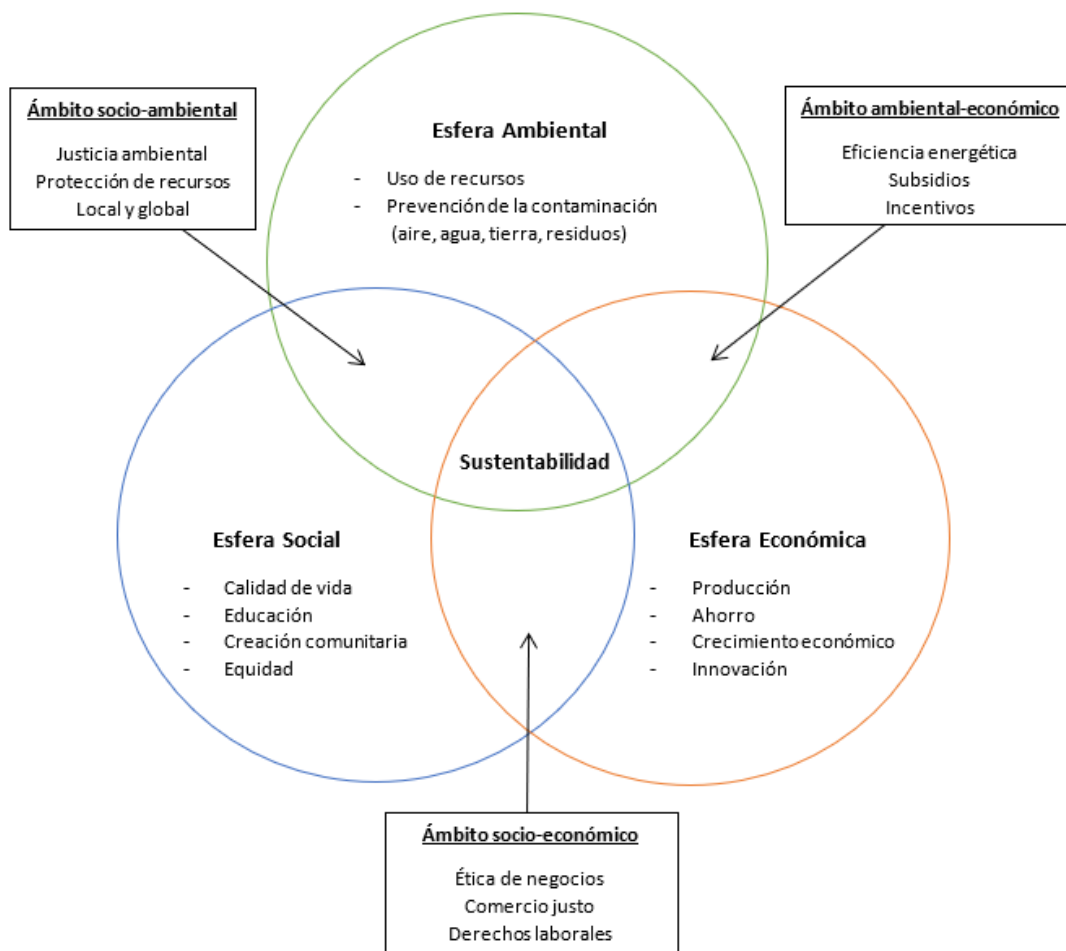 Ámbito socio-ambiental
Justicia ambiental
Protección de recursos
Local y global
Esfera Ambiental
- Uso de recursos
- Prevención de la contaminación
(aire, agua, tierra, residuos)
Ámbito ambiental-económico
Eficiencia energética
Subsidios
Incentivos
Sustentabilidad
Esfera Social
- Calidad de vida
- Educación
- Creación comunitaria
- Equidad
Esfera Económica
- Producción
- Ahorro
- Crecimiento económico
- Innovación
Ámbito socio-económico
Ética de negocios
Comercio justo
Derechos laborales